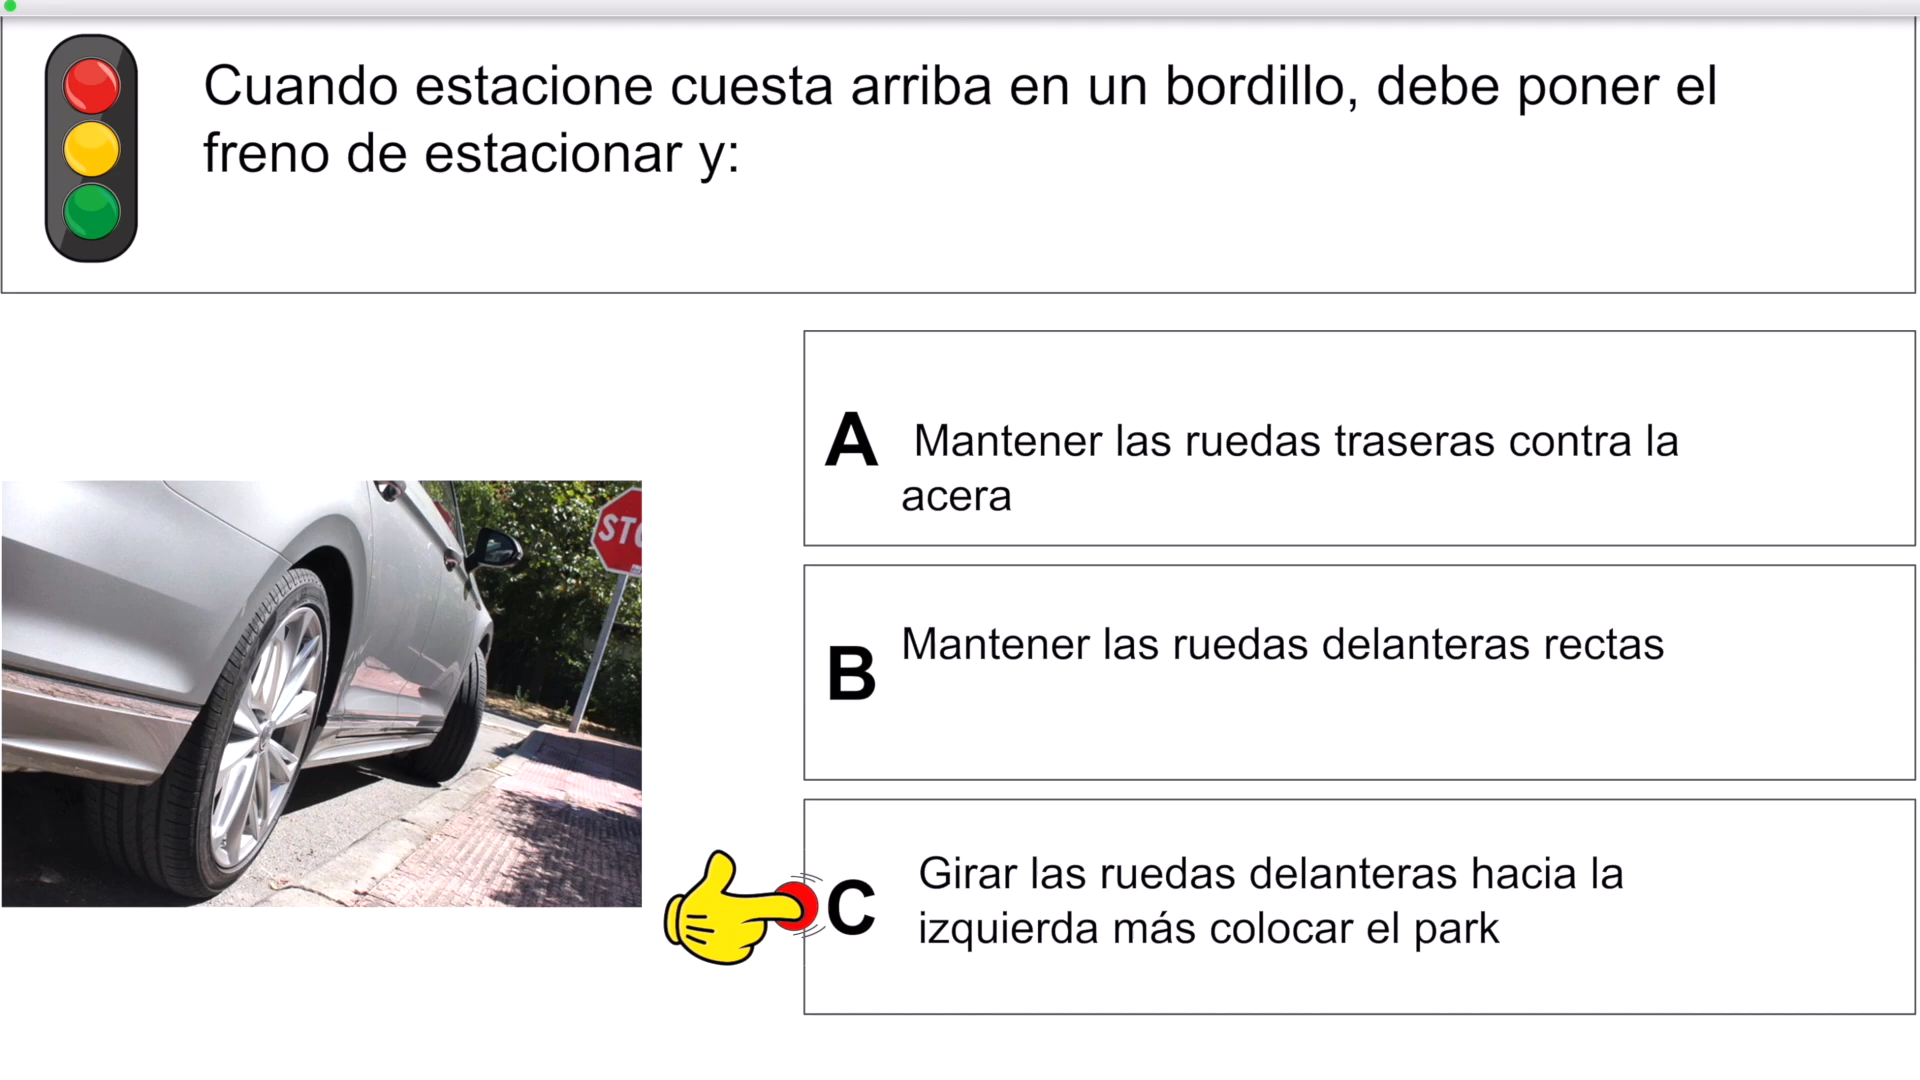 Cuando estacione cuesta arriba en un bordillo, debe poner el
freno de estacionar y:
A Mantener las ruedas traseras contra la
acera
STO
B Mantener las ruedas delanteras rectas
C Girar las ruedas delanteras hacia la
izquierda más colocar el park